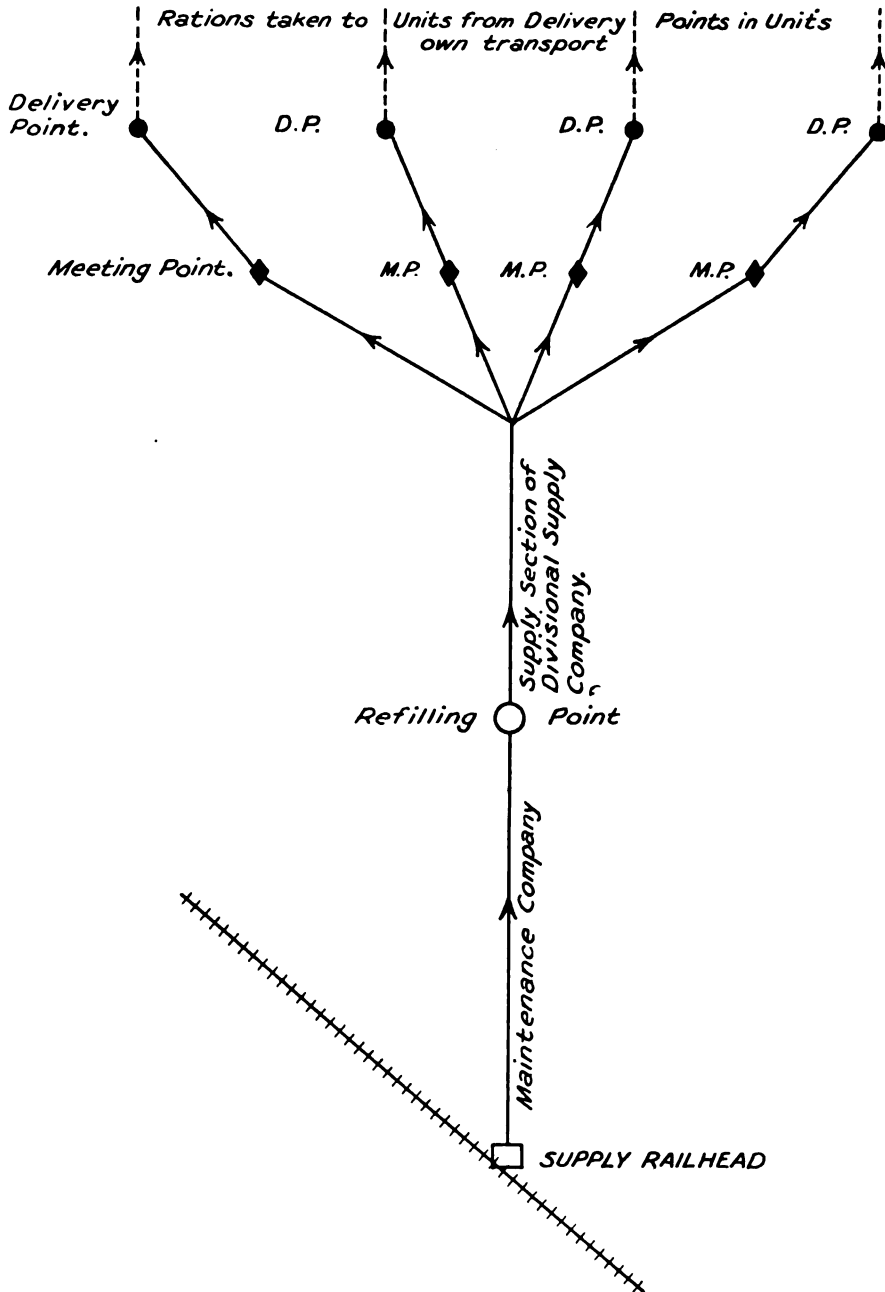 Rations taken to Units from Delivery Points in Unit's
own transport
Delivery
Point.
D.P.
D.P.
D.P.
Meeting Point.
M.P.
M.P.
M.P.
Supply Section of
Divisional Supply
Company.
Refilling Point
Maintenance Company
SUPPLY RAILHEAD